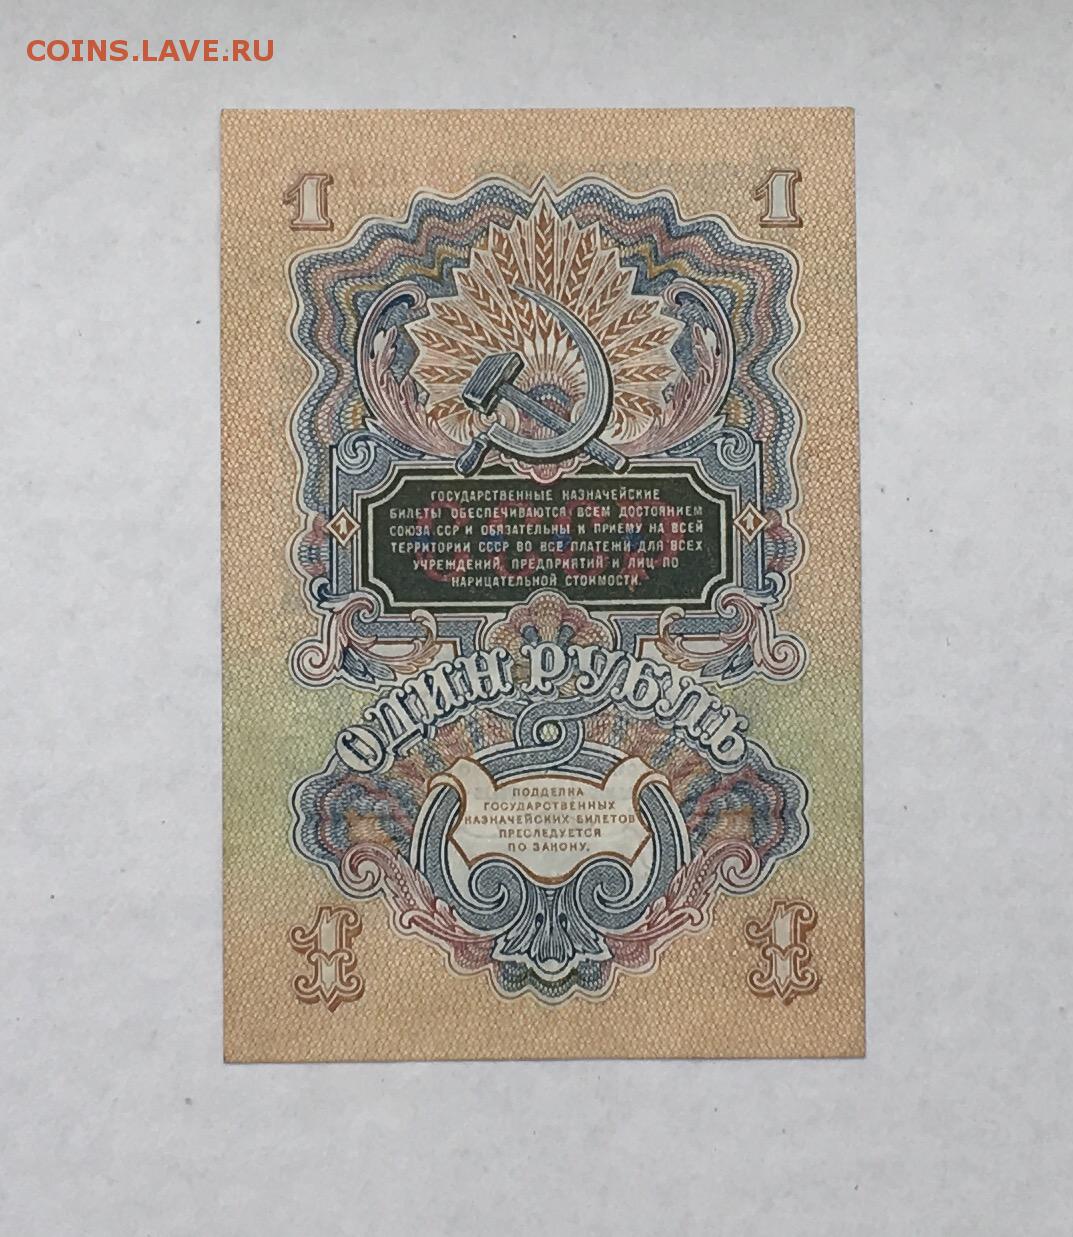 COINS.LAVE.RU
1 1
ГОСУДАРСТВЕННЫЕ КАЗНАЧЕЙСКИЕ
БИЛЕТЫ ОБЕСПЕЧИВАЮТСЯ ВСЕМ ДОСТОЯНИЕМ
СОЮЗА ССР И ОБЯЗАТЕЛЬНЫ К ПРИЕМУ НА ВСЕЙ
1 1
ТЕРРИТОРИИ СССР ВО ВСЕ ПЛАТЕЖИ ДЛЯ ВСЕХ
УЧРЕЖДЕНИЙ, ПРЕДПРИЯТИЙ И ЛИЦ ПО
НАРИЦАТЕЛЬНОЙ СТОИМОСТИ.
ОДИН РУБЛЬ
ПОДДЕЛКА
ГОСУДАРСТВЕННЫХ
КАЗНАЧЕЙСКИХ БИЛЕТОВ
ПРЕСЛЕДУЕТСЯ
ПО ЗАКОНУ.
1 1